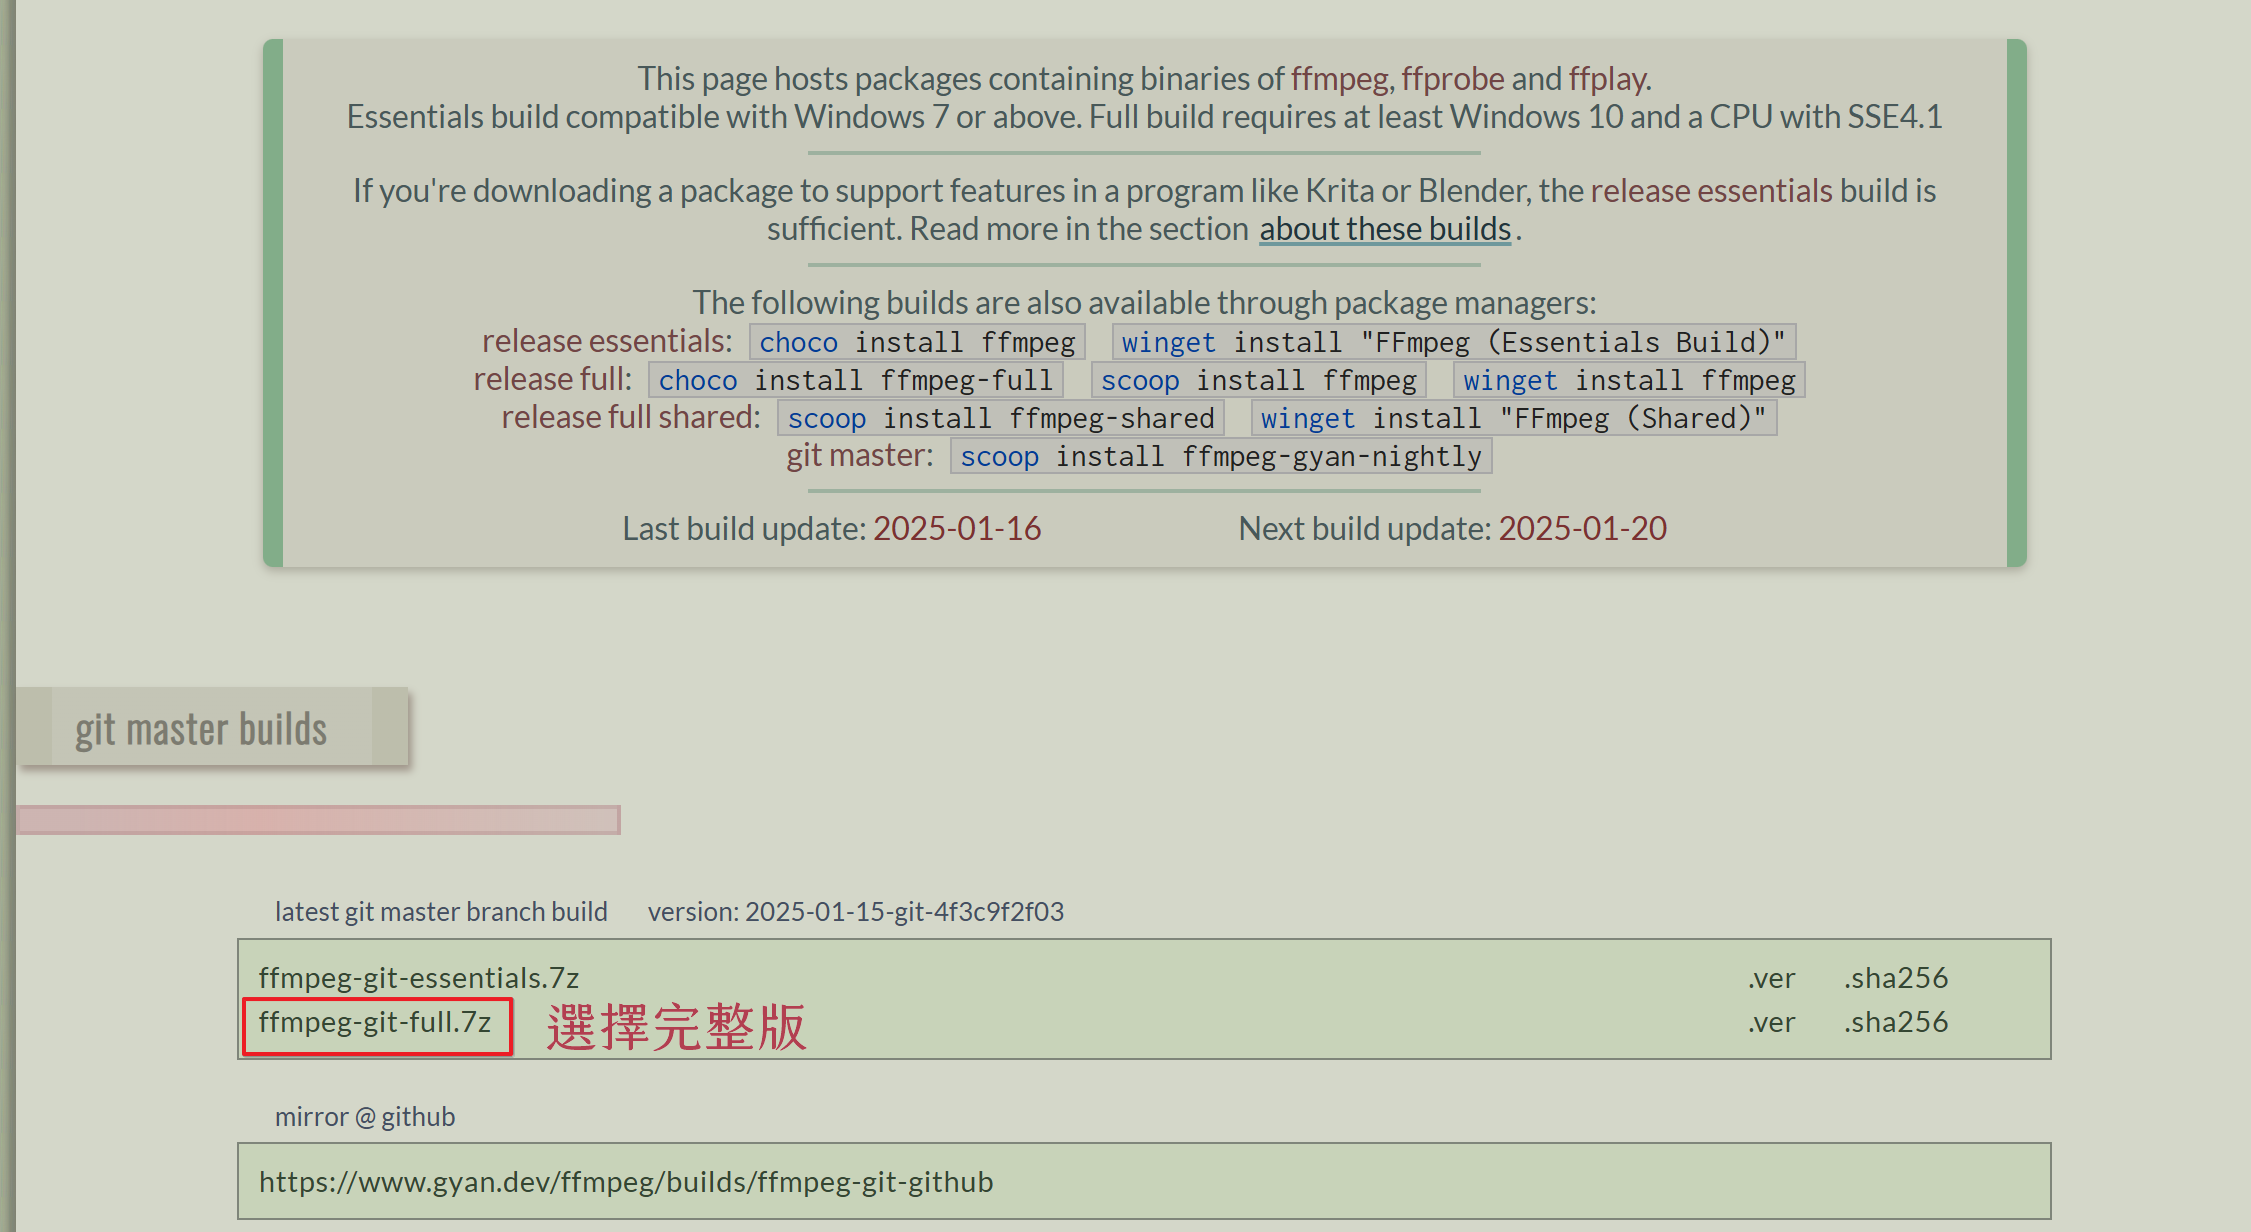 This page hosts packages containing binaries of ffmpeg, ffprobe and ffplay.
Essentials build compatible with Windows 7 or above. Full build requires at least Windows 10 and a CPU with SSE4.1
If you're downloading a package to support features in a program like Krita or Blender, the release essentials build is
sufficient. Read more in the section about these builds.
The following builds are also available through package managers:
release essentials: choco install ffmpeg winget install "FFmpeg (Essentials Build)"
release full: choco install ffmpeg-full scoop install ffmpeg winget install ffmpeg
release full shared: scoop install ffmpeg-shared winget install "FFmpeg (Shared)"
git master: scoop install ffmpeg-gyan-nightly
Last build update: 2025-01-16 Next build update: 2025-01-20
git master builds
latest git master branch build version: 2025-01-15-git-4f3c9f2f03
ffmpeg-git-essentials.7z .ver .sha256
ffmpeg-git-full.7z 選擇完整版 .ver .sha256
mirror @ github
https://www.gyan.dev/ffmpeg/builds/ffmpeg-git-github